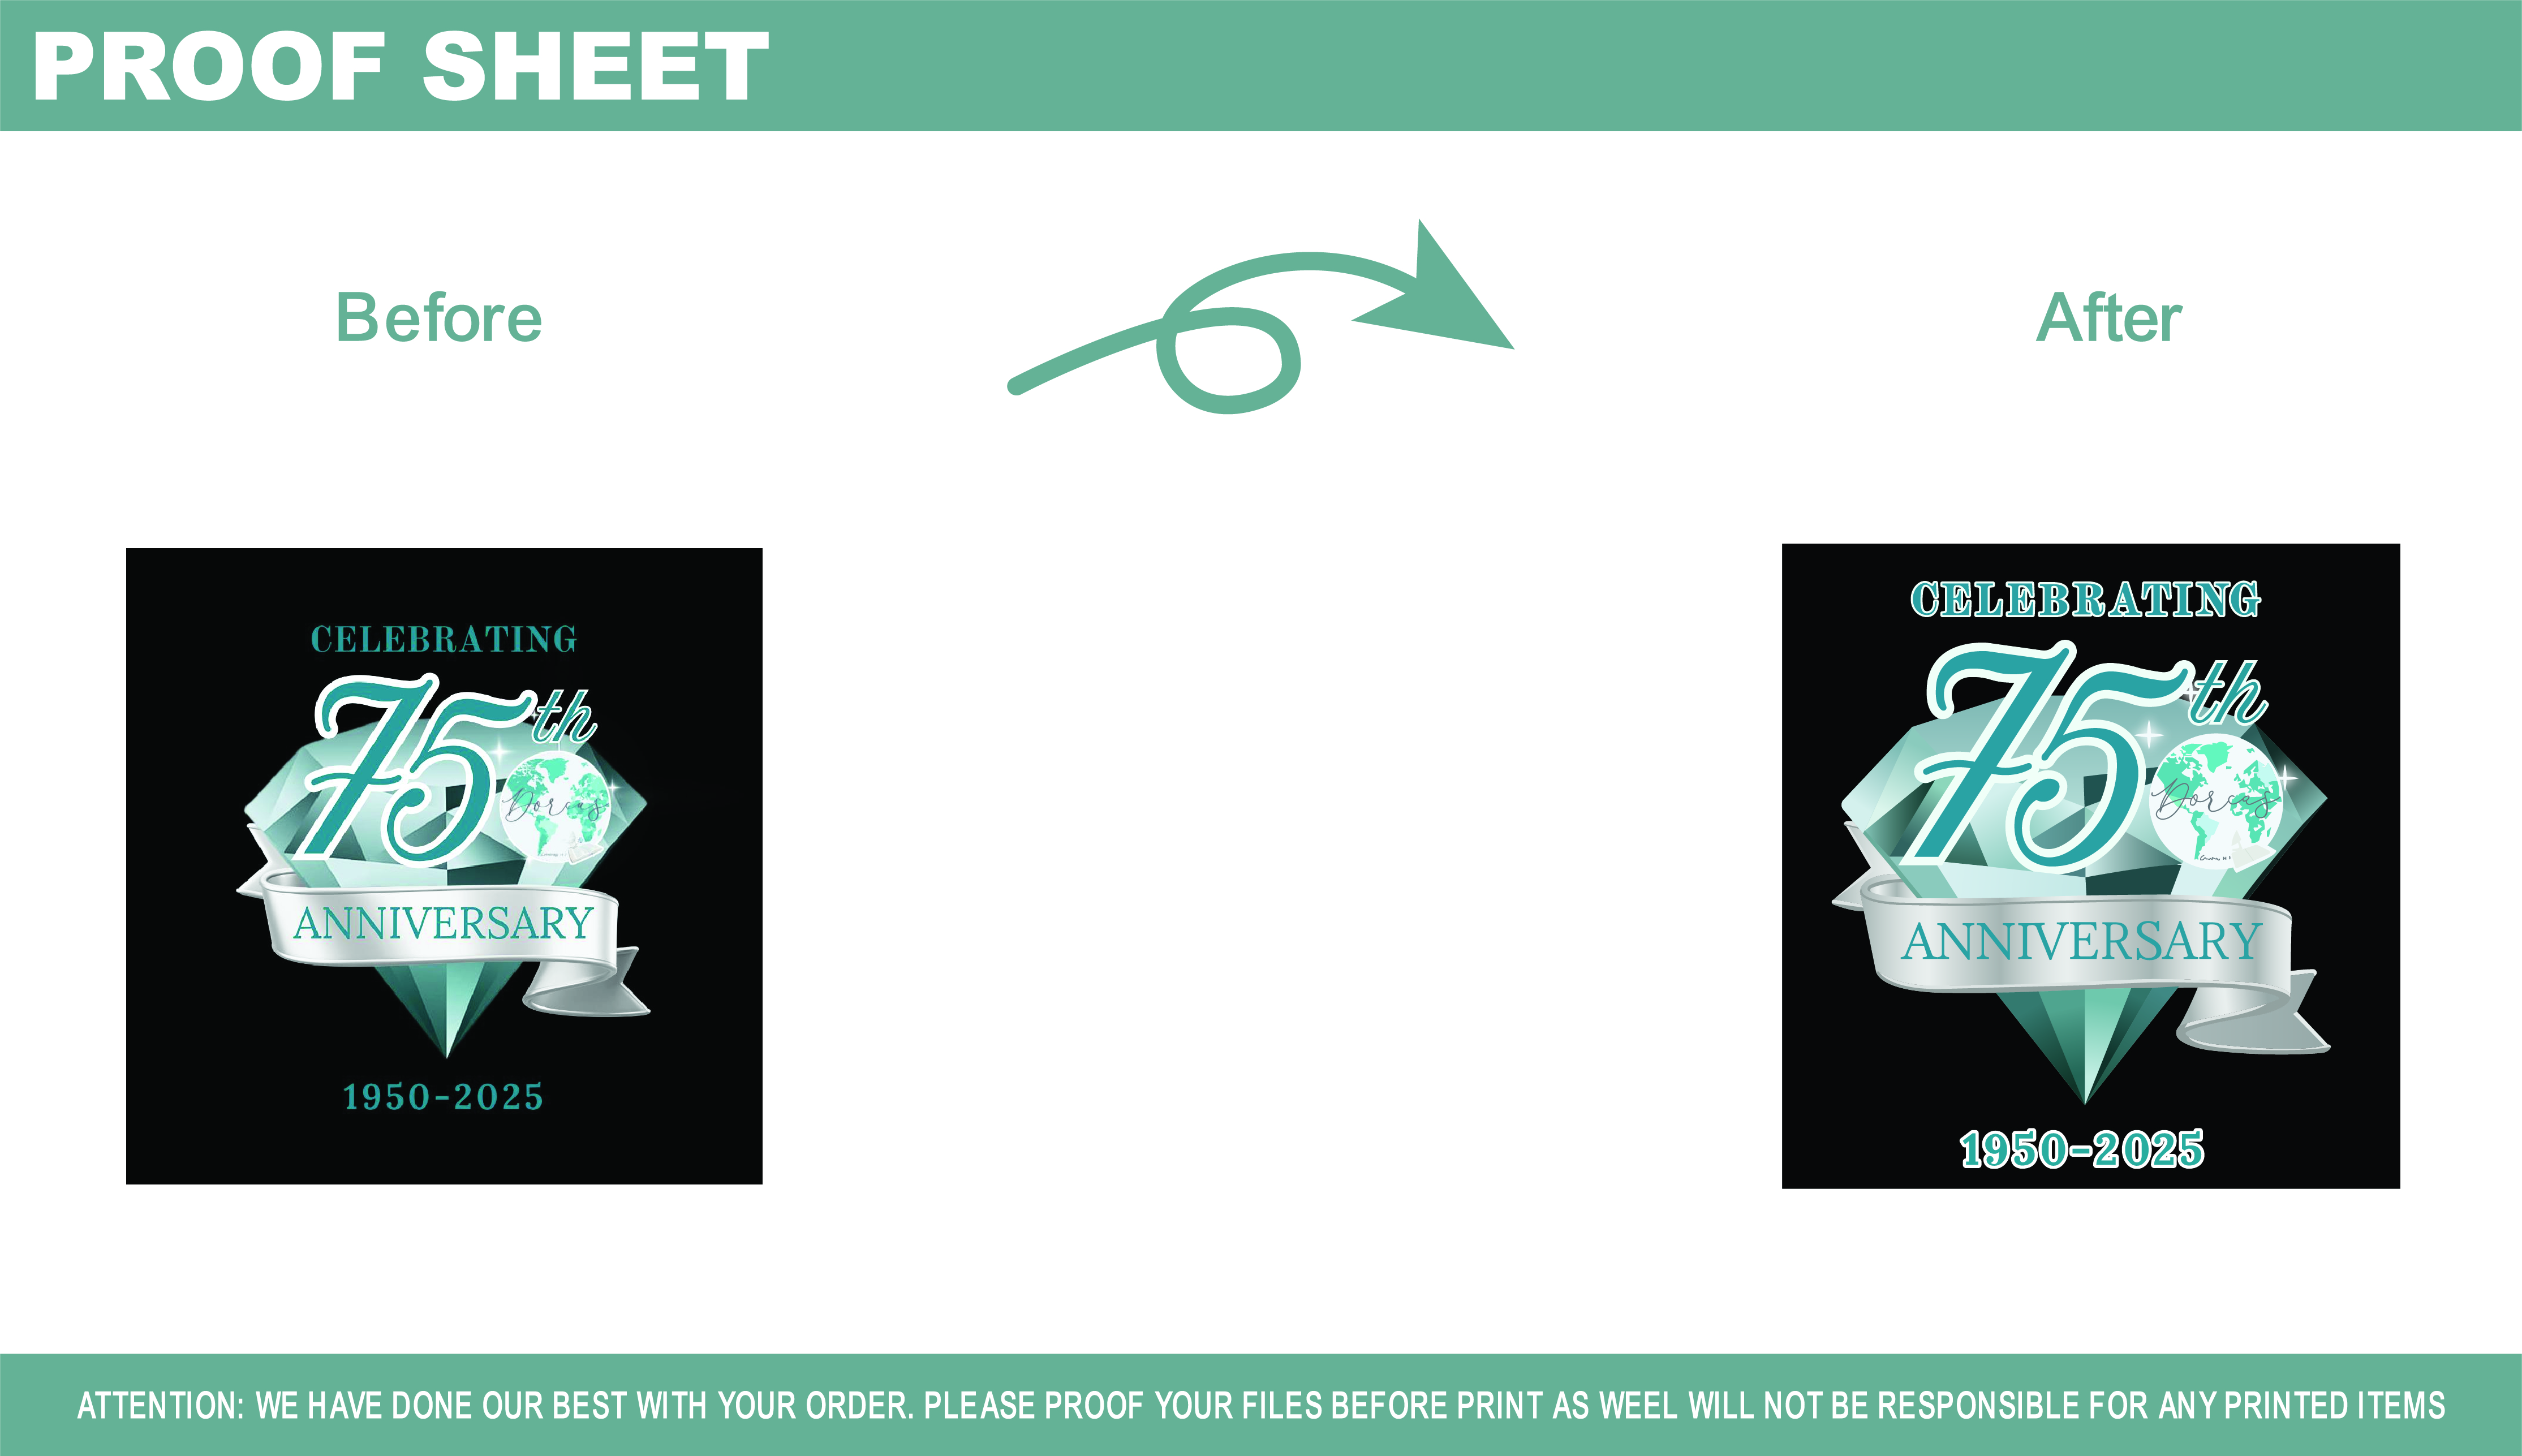 PROOF SHEET
Before
After
CELEBRATING
75th
Dorcas
ANNIVERSARY
1950-2025
CELEBRATING
75th
Dorcas
ANNIVERSARY
1950-2025
ATTENTION: WE HAVE DONE OUR BEST WITH YOUR ORDER. PLEASE PROOF YOUR FILES BEFORE PRINT AS WEEL WILL NOT BE RESPONSIBLE FOR ANY PRINTED ITEMS